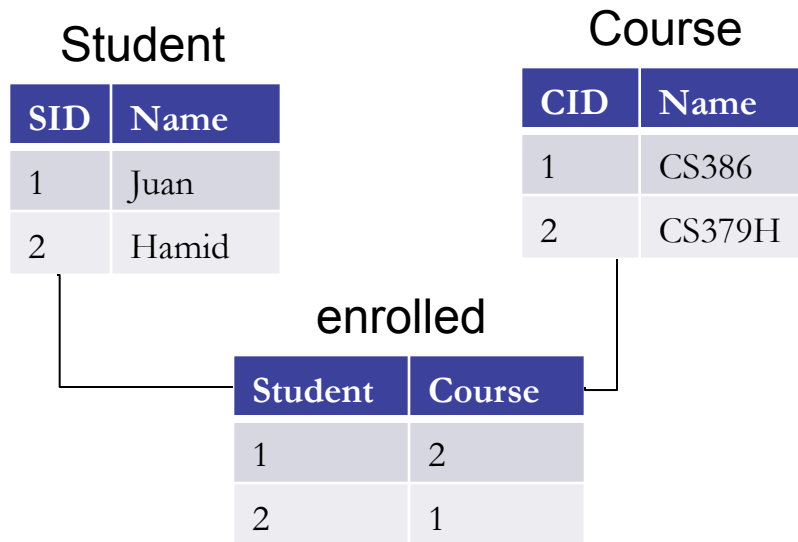 Student
SID Name
1 Juan
2 Hamid
Course
CID Name
1 CS386
2 CS379H
enrolled
Student Course
1 2
2 1